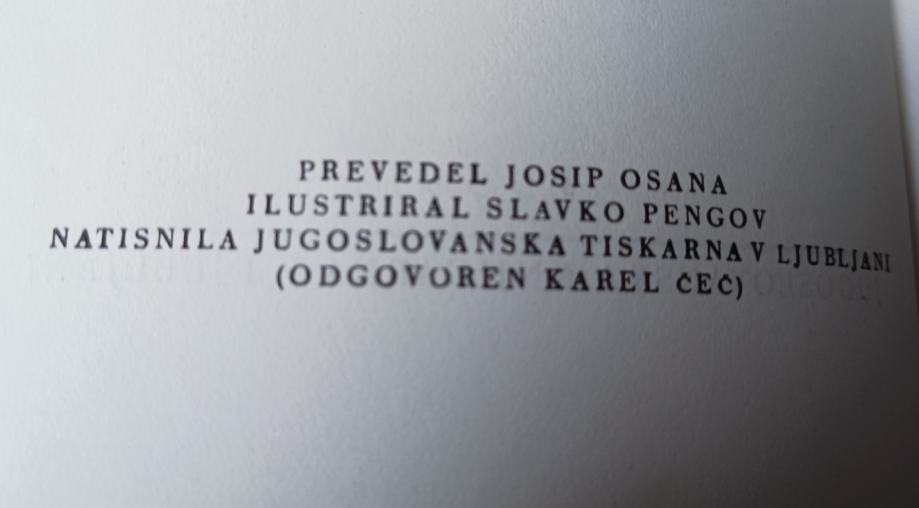 PREVEDEL JOSIP OSANA
ILUSTRIRAL SLAVKO PENGOV
NATISNILA JUGOSLOVANSKA TISKARNA V LJUBLJANI
(ODGOVOREN KAREL ČEČ)